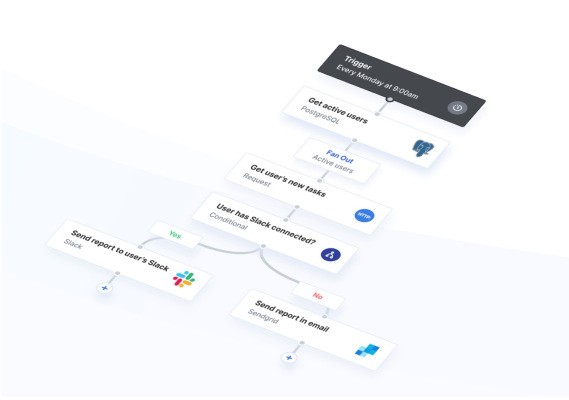 Trigger
Every Monday at 9:00am
Get active users
PostgreSQL
Fan Out
Active users
Get user's new tasks
Request
HTTP
User has Slack connected?
Conditional
Yes
Send report to user's Slack
Slack
No
Send report in email
Sendgrid